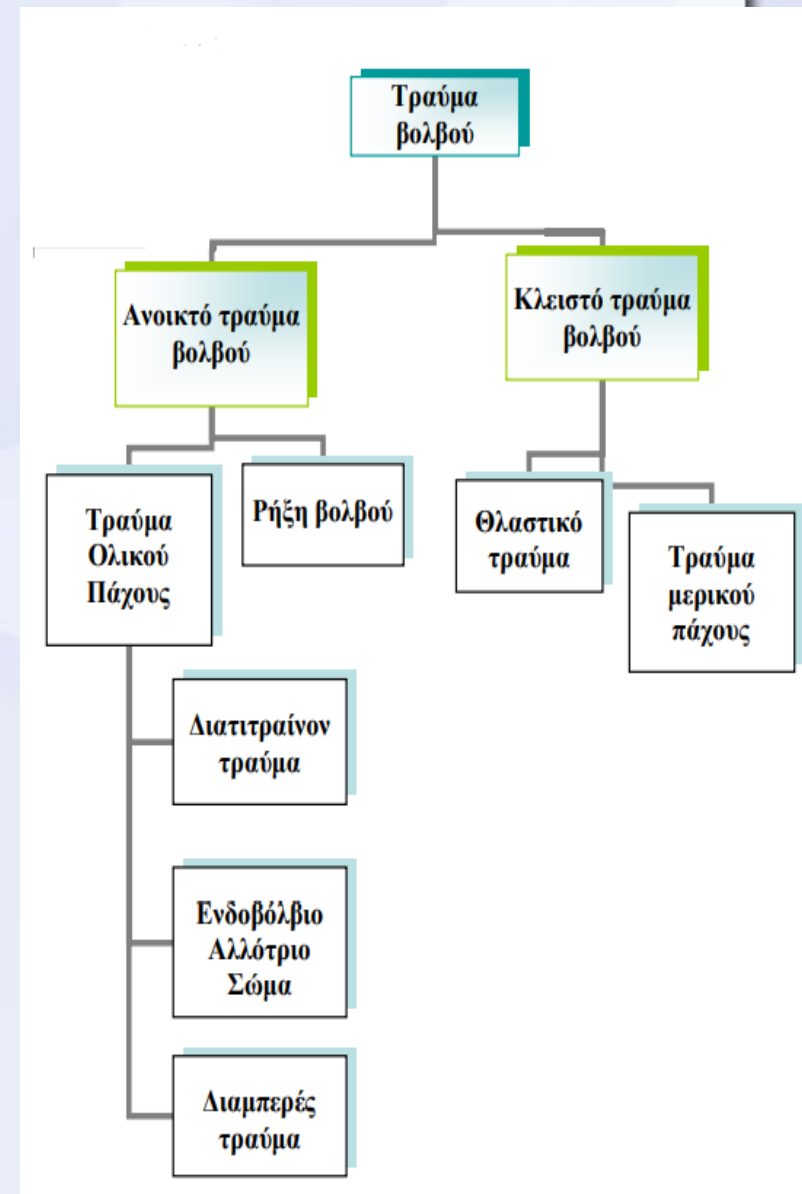 Τραύμα
βολβού
Ανοικτό τραύμα
βολβού
Κλειστό τραύμα
βολβού
Τραύμα
Ολικού
Πάχους
Ρήξη βολβού
Θλαστικό
τραύμα
Τραύμα
μερικού
πάχους
Διατιτραίνον
τραύμα
Ενδοβόλβιο
Αλλότριο
Σώμα
Διαμπερές
τραύμα